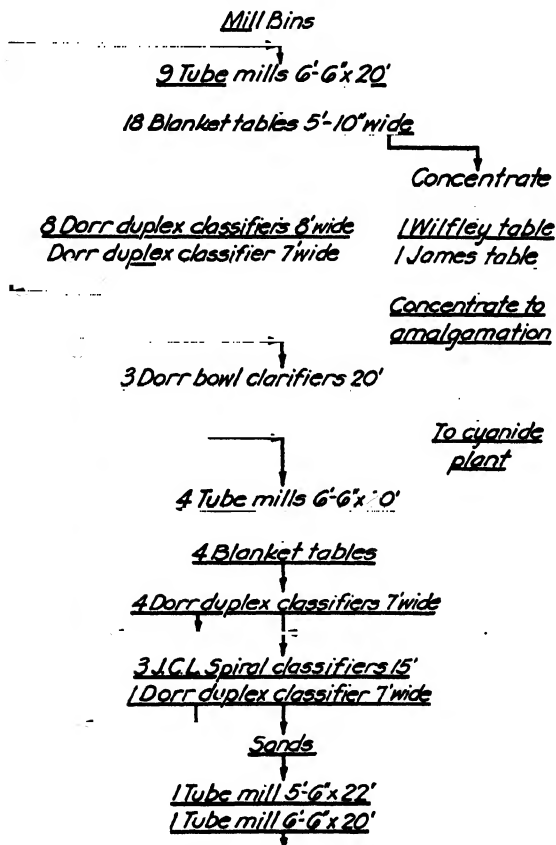 Mill Bins
9 Tube mills 6'-6"x 20'
18 Blanket tables 5'-10" wide
Concentrate
8 Dorr duplex classifiers 8' wide
Dorr duplex classifier 7' wide
1 Wilfley table
1 James table
Concentrate to
amalgamation
3 Dorr bowl clarifiers 20'
To cyanide
plant
4 Tube mills 6'-6"x
4 Blanket tables
4 Dorr duplex classifiers 7' wide
3 J.C.L. Spiral classifiers 15'
1 Dorr duplex classifier 7' wide
Sands
1 Tube mill 5'-6"x 22'
1 Tube mill 6'-6"x 20'